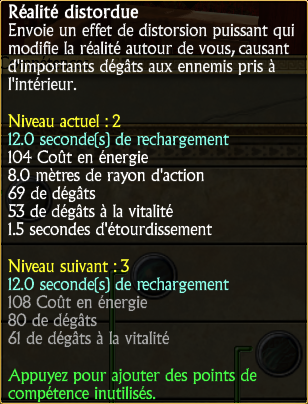 Réalité distordue
Envoie un effet de distorsion puissant qui
modifie la réalité autour de vous, causant
d'importants dégâts aux ennemis pris à
l'intérieur.
Niveau actuel : 2
12.0 seconde(s) de rechargement
104 Coût en énergie
8.0 mètres de rayon d'action
69 de dégâts
53 de dégâts à la vitalité
1.5 secondes d'étourdissement
Niveau suivant : 3
12.0 seconde(s) de rechargement
108 Coût en énergie
80 de dégâts
61 de dégâts à la vitalité
Appuyez pour ajouter des points de
compétence inutilisés.